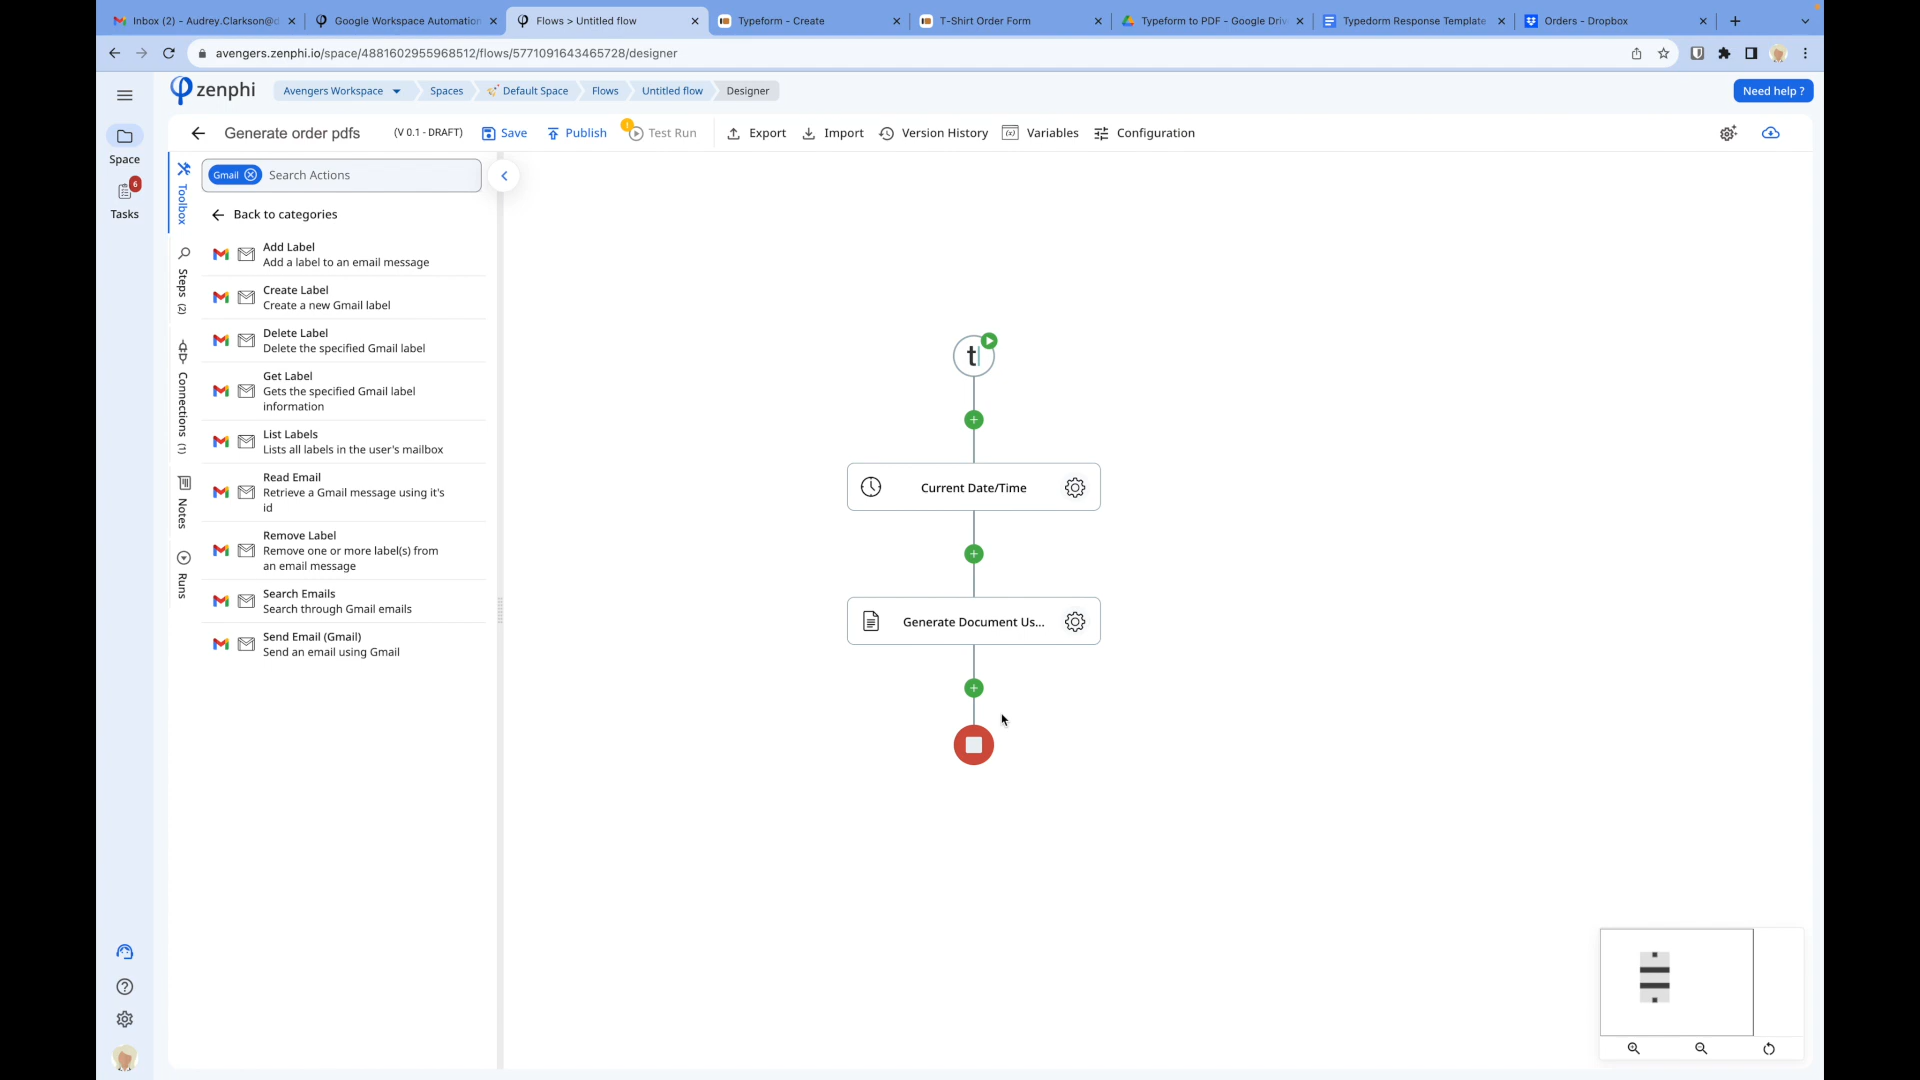 Inbox (2) - Audrey.Clarkson@d
Google Workspace Automation
Flows > Untitled flow
Typeform - Create
T-Shirt Order Form
Typeform to PDF - Google Driv
Typedorm Response Template
Orders - Dropbox
avengers.zenphi.io/space/4881602955968512/flows/5771091643465728/designer
zenphi
Avengers Workspace
Spaces
Default Space
Flows
Untitled flow
Designer
Need help ?
Generate order pdfs
(V 0.1 - DRAFT)
Save
Publish
Test Run
Export
Import
Version History
Variables
Configuration
Space
6
Tasks
Toolbox
Steps (2)
Connections (1)
Notes
Runs
Gmail
Search Actions
Back to categories
Add Label
Add a label to an email message
Create Label
Create a new Gmail label
Delete Label
Delete the specified Gmail label
Get Label
Gets the specified Gmail label
information
List Labels
Lists all labels in the user's mailbox
Read Email
Retrieve a Gmail message using it's
id
Remove Label
Remove one or more label(s) from
an email message
Search Emails
Search through Gmail emails
Send Email (Gmail)
Send an email using Gmail
t
Current Date/Time
Generate Document Us...